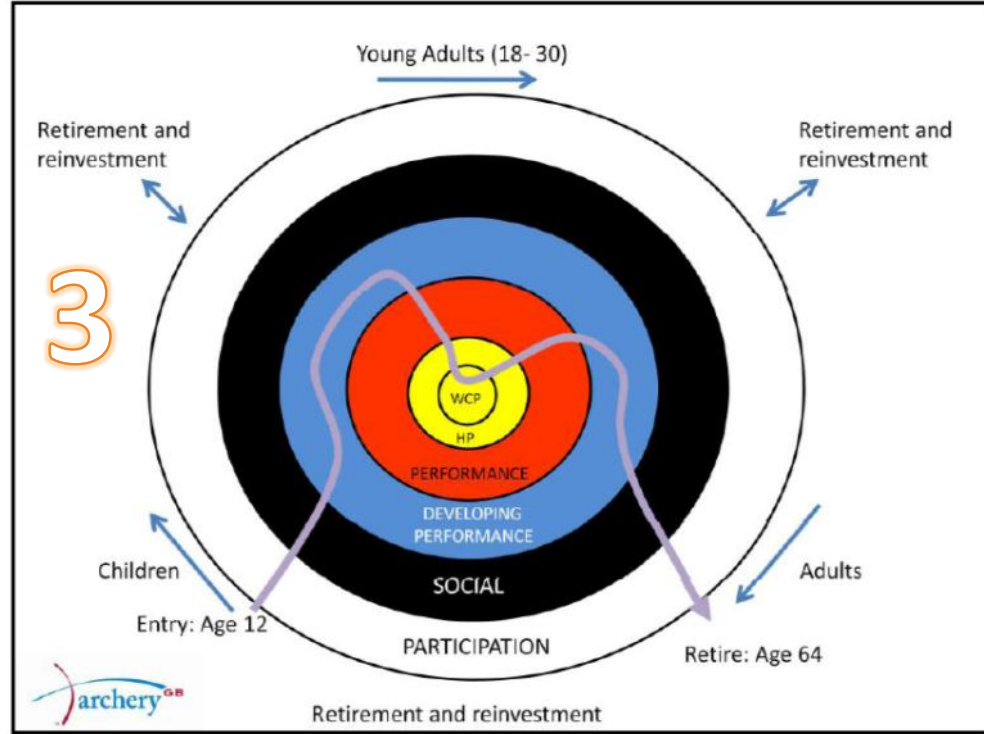 Young Adults (18- 30)
Retirement and
reinvestment
Retirement and
reinvestment
3
WCP
HP
PERFORMANCE
DEVELOPING
PERFORMANCE
Children
SOCIAL
Adults
Entry: Age 12
PARTICIPATION
Retire: Age 64
archery GB
Retirement and reinvestment